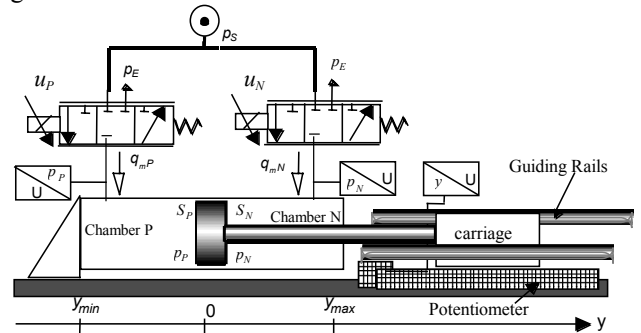 p_S
p_E
p_E
u_P
u_N
q_mP
q_mN
p_P
U
p_N
U
y
U
Guiding Rails
S_P
S_N
Chamber N
Chamber P
carriage
p_P
p_N
y_min
0
y_max
Potentiometer
y